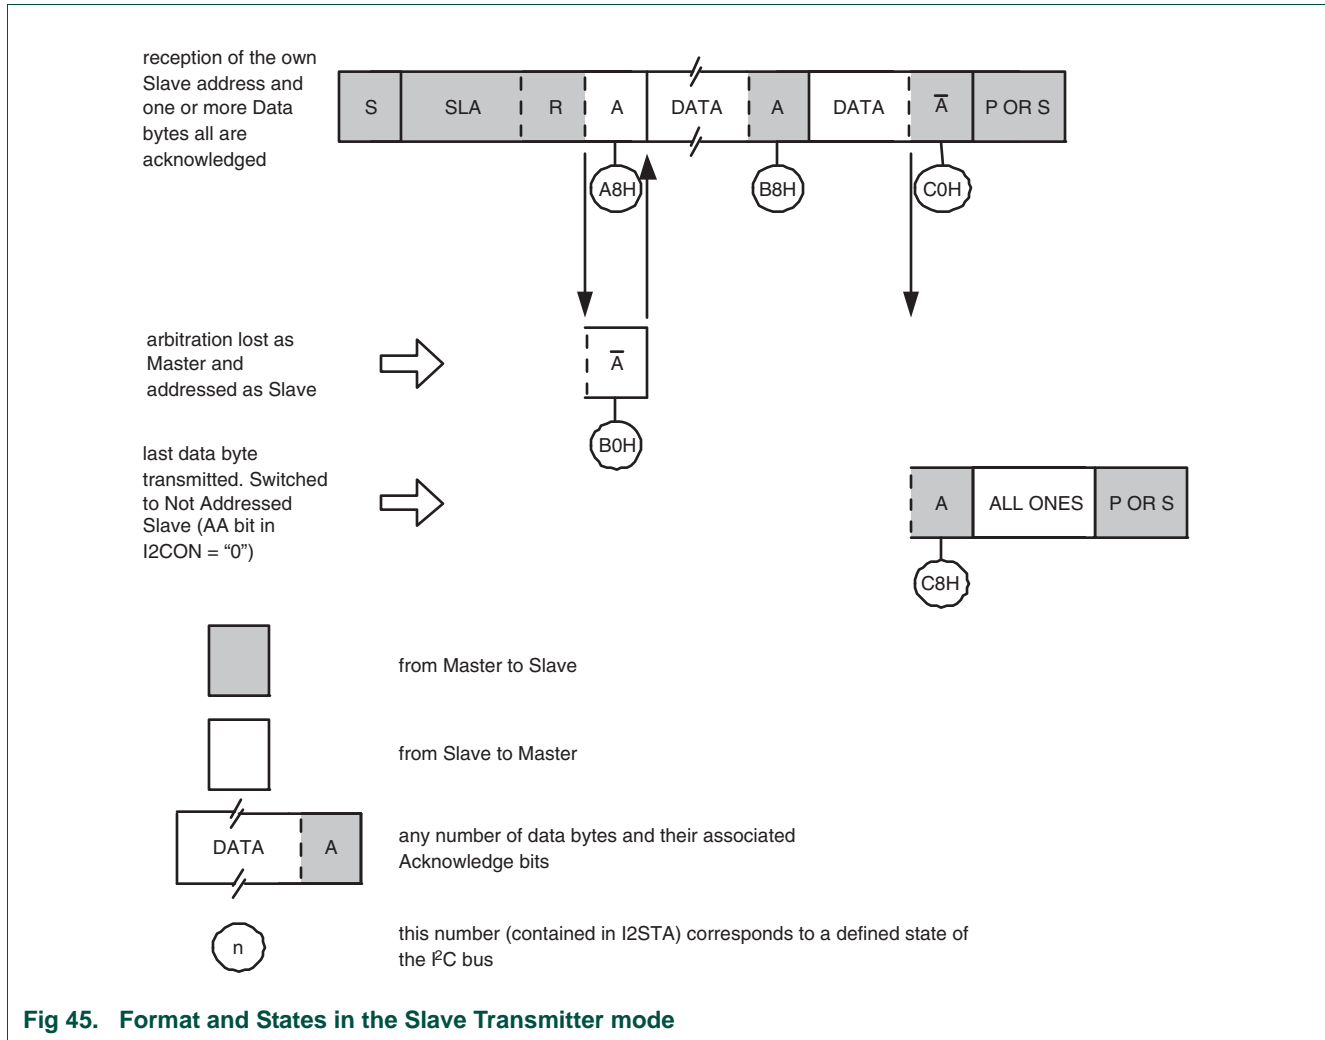 reception of the own
Slave address and
one or more Data
bytes all are
acknowledged
S SLA R A DATA A DATA A̅ P OR S
A8H B8H C0H
arbitration lost as
Master and
addressed as Slave
A̅
B0H
last data byte
transmitted. Switched
to Not Addressed
Slave (AA bit in
I2CON = “0”)
A ALL ONES P OR S
C8H
from Master to Slave
from Slave to Master
DATA A
any number of data bytes and their associated
Acknowledge bits
n
this number (contained in I2STA) corresponds to a defined state of
the I²C bus
Fig 45. Format and States in the Slave Transmitter mode